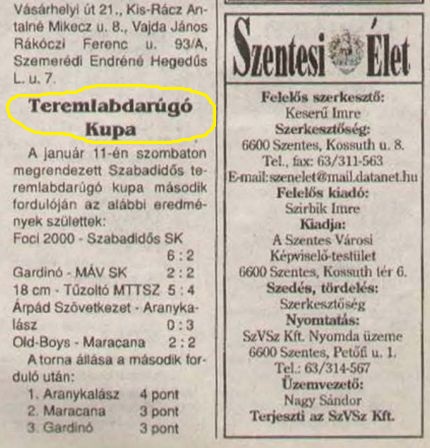 Vásárhelyi út 21., Kis-Rácz An-
talné Mikecz u. 8., Vajda János
Rákóczi Ferenc u. 93/A,
Szemerédi Endréné Hegedűs
L. u. 7.
Teremlabdarúgó
Kupa
A január 11-én szombaton
megrendezett Szabadidős te-
remlabdarúgó kupa második
fordulóján az alábbi eredmé-
nyek születtek:
Foci 2000 - Szabadidős SK
6 : 2
Gardinó - MÁV SK 2 : 2
18 cm - Tűzoltó MTTSZ 5 : 4
Árpád Szövetkezet - Aranyka-
lász 0 : 3
Old-Boys - Maracana 2 : 2
A torna állása a második for-
duló után:
1. Aranykalász 4 pont
2. Maracana 3 pont
3. Gardinó 3 pont
Szentesi Élet
Felelős szerkesztő:
Keserű Imre
Szerkesztőség:
6600 Szentes, Kossuth u. 8.
Tel., fax: 63/311-563
E-mail:szenelet@mail.datanet.hu
Felelős kiadó:
Szirbik Imre
Kiadja:
A Szentes Városi
Képviselő-testület
6600 Szentes, Kossuth tér 6.
Szedés, tördelés:
Szerkesztőség
Nyomtatás:
SzVSz Kft. Nyomda üzeme
6600 Szentes, Petőfi u. 1.
Tel.: 63/314-567
Üzemvezető:
Nagy Sándor
Terjeszti az SzVSz Kft.